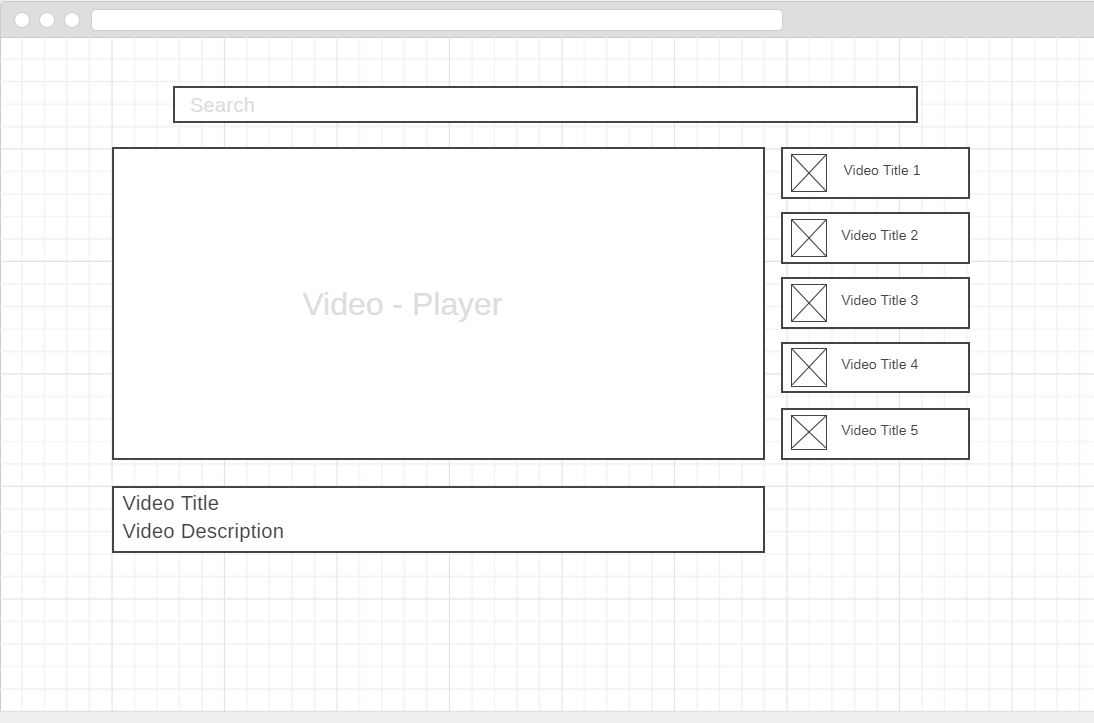 Search
Video - Player
Video Title 1
Video Title 2
Video Title 3
Video Title 4
Video Title 5
Video Title
Video Description